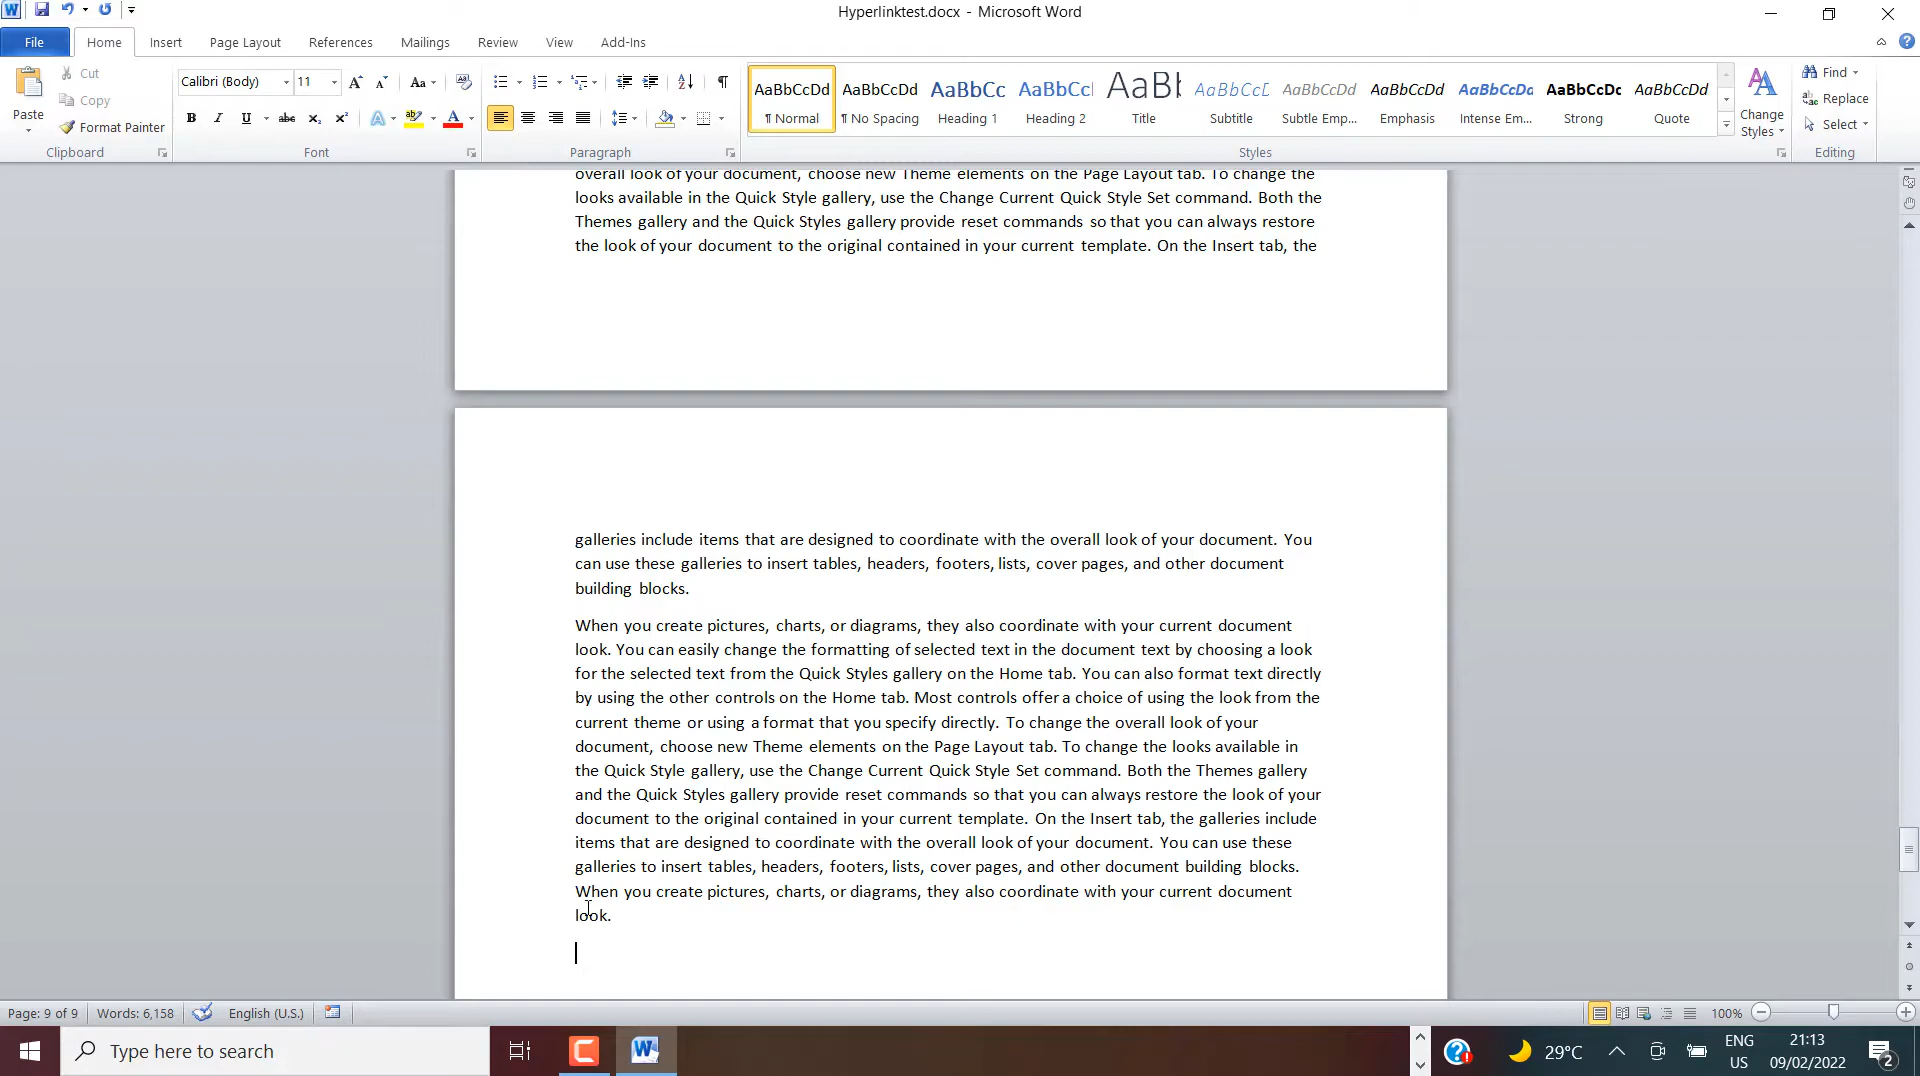 Hyperlinktest.docx - Microsoft Word
File Home Insert Page Layout References Mailings Review View Add-Ins
Paste
Cut
Copy
Format Painter
Clipboard
Calibri (Body) 11
Font
Paragraph
AaBbCcDd AaBbCcDd AaBbCc AaBbCc AaBl AaBbCcL AaBbCcDd AaBbCcDd AaBbCcDd AaBbCcDc AaBbCcDd
¶ Normal ¶ No Spacing Heading 1 Heading 2 Title Subtitle Subtle Emp... Emphasis Intense Em... Strong Quote
Styles
Change
Styles
Find
Replace
Select
Editing
overall look of your document, choose new Theme elements on the Page Layout tab. To change the
looks available in the Quick Style gallery, use the Change Current Quick Style Set command. Both the
Themes gallery and the Quick Styles gallery provide reset commands so that you can always restore
the look of your document to the original contained in your current template. On the Insert tab, the
galleries include items that are designed to coordinate with the overall look of your document. You
can use these galleries to insert tables, headers, footers, lists, cover pages, and other document
building blocks.
When you create pictures, charts, or diagrams, they also coordinate with your current document
look. You can easily change the formatting of selected text in the document text by choosing a look
for the selected text from the Quick Styles gallery on the Home tab. You can also format text directly
by using the other controls on the Home tab. Most controls offer a choice of using the look from the
current theme or using a format that you specify directly. To change the overall look of your
document, choose new Theme elements on the Page Layout tab. To change the looks available in
the Quick Style gallery, use the Change Current Quick Style Set command. Both the Themes gallery
and the Quick Styles gallery provide reset commands so that you can always restore the look of your
document to the original contained in your current template. On the Insert tab, the galleries include
items that are designed to coordinate with the overall look of your document. You can use these
galleries to insert tables, headers, footers, lists, cover pages, and other document building blocks.
When you create pictures, charts, or diagrams, they also coordinate with your current document
look.
Page: 9 of 9 Words: 6,158 English (U.S.) 100%
Type here to search
29°C
ENG
US
21:13
09/02/2022
2